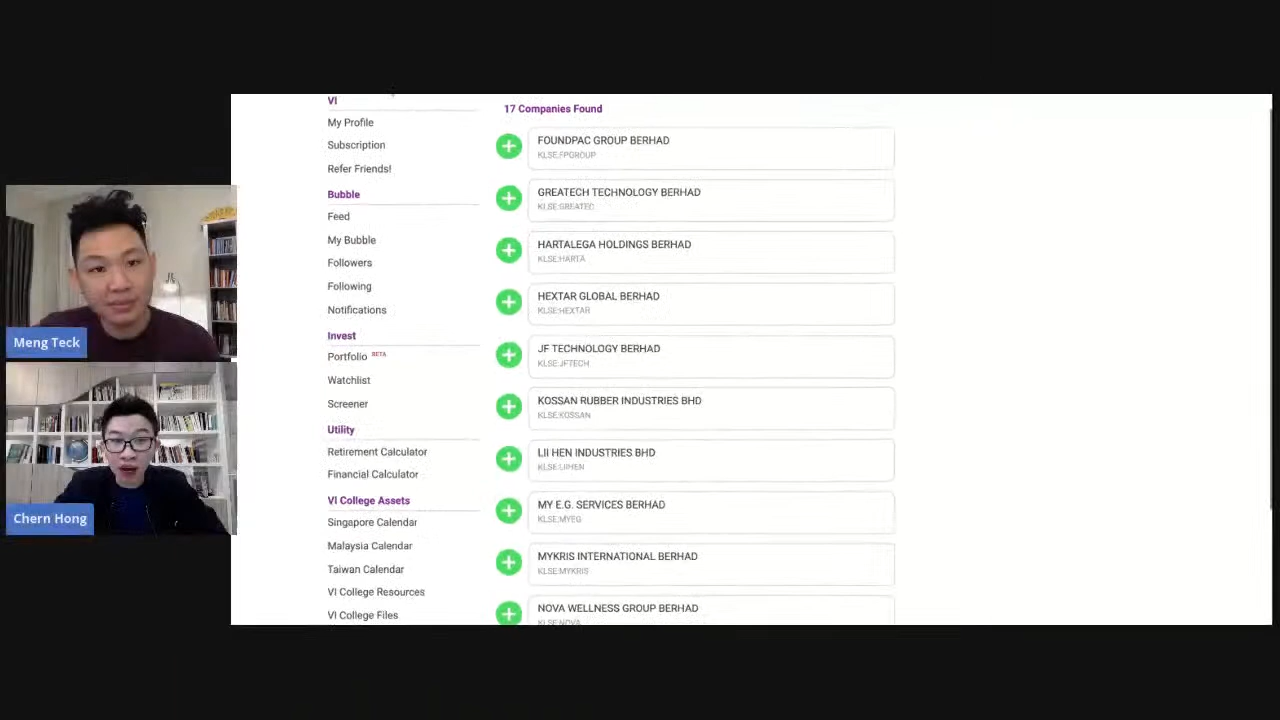 VI
My Profile
Subscription
Refer Friends!
Bubble
Feed
My Bubble
Followers
Following
Notifications
Invest
Portfolio BETA
Watchlist
Screener
Utility
Retirement Calculator
Financial Calculator
VI College Assets
Singapore Calendar
Malaysia Calendar
Taiwan Calendar
VI College Resources
VI College Files
17 Companies Found
FOUNDPAC GROUP BERHAD
KLSE:FPGROUP
GREATECH TECHNOLOGY BERHAD
KLSE:GREATEC
HARTALEGA HOLDINGS BERHAD
KLSE:HARTA
HEXTAR GLOBAL BERHAD
KLSE:HEXTAR
JF TECHNOLOGY BERHAD
KLSE:JFTECH
KOSSAN RUBBER INDUSTRIES BHD
KLSE:KOSSAN
LII HEN INDUSTRIES BHD
KLSE:LIIHEN
MY E.G. SERVICES BERHAD
KLSE:MYEG
MYKRIS INTERNATIONAL BERHAD
KLSE:MYKRIS
NOVA WELLNESS GROUP BERHAD
KLSE:NOVA
Meng Teck
Chern Hong